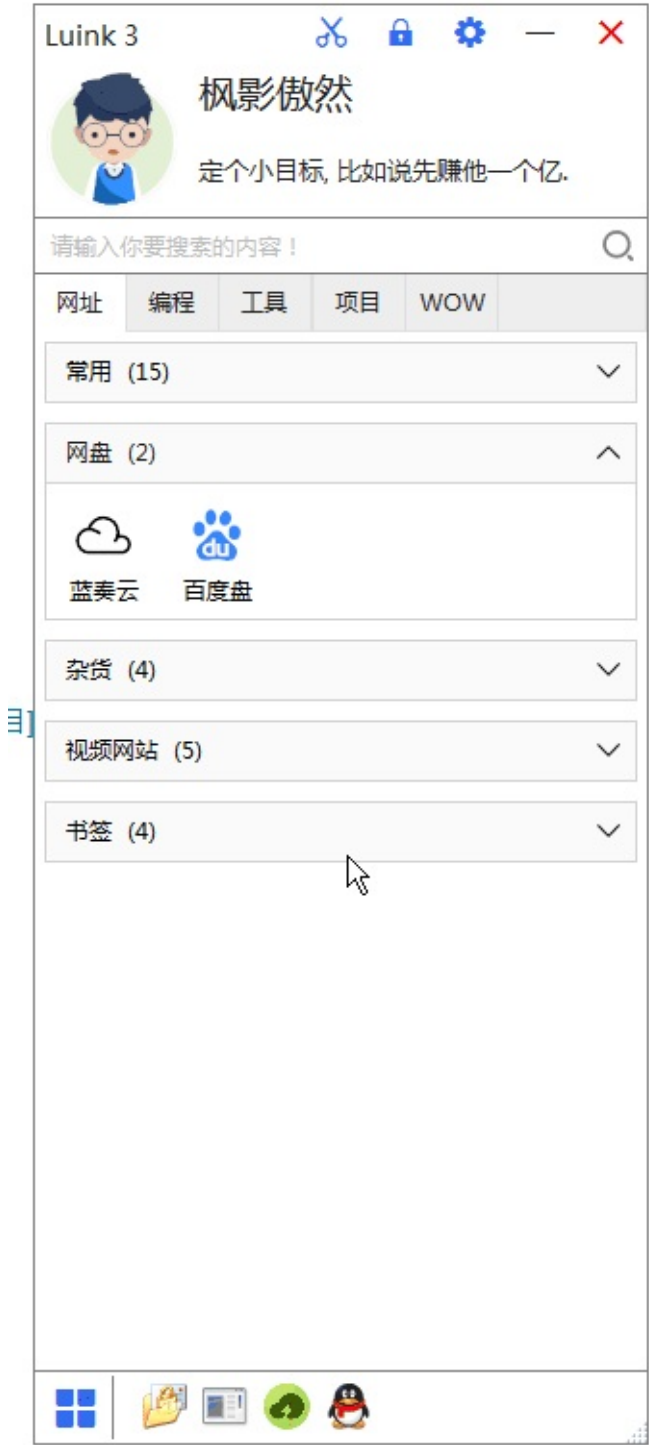 Luink 3
枫影傲然
定个小目标, 比如说先赚他一个亿.
请输入你要搜索的内容！
网址 编程 工具 项目 WOW
常用 (15)
网盘 (2)
du
蓝奏云 百度盘
杂货 (4)
目]
视频网站 (5)
书签 (4)